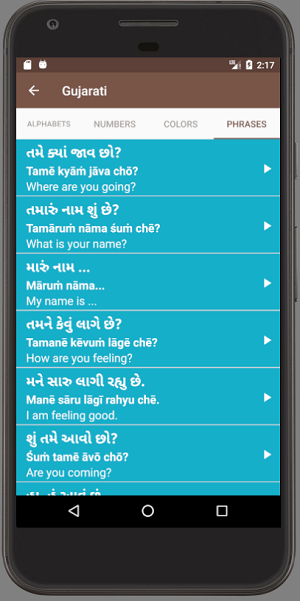 2:17
Gujarati
ALPHABETS NUMBERS COLORS PHRASES
તમે ક્યાં જાવ છો?
Tamē kyāṁ jāva chō?
Where are you going?
તમારું નામ શું છે?
Tamāruṁ nāma śuṁ chē?
What is your name?
મારું નામ ...
Māruṁ nāma...
My name is ...
તમને કેવું લાગે છે?
Tamanē kēvuṁ lāgē chē?
How are you feeling?
મને સારુ લાગી રહ્યુ છે.
Manē sāru lāgī rahyu chē.
I am feeling good.
શું તમે આવો છો?
Śuṁ tamē āvō chō?
Are you coming?